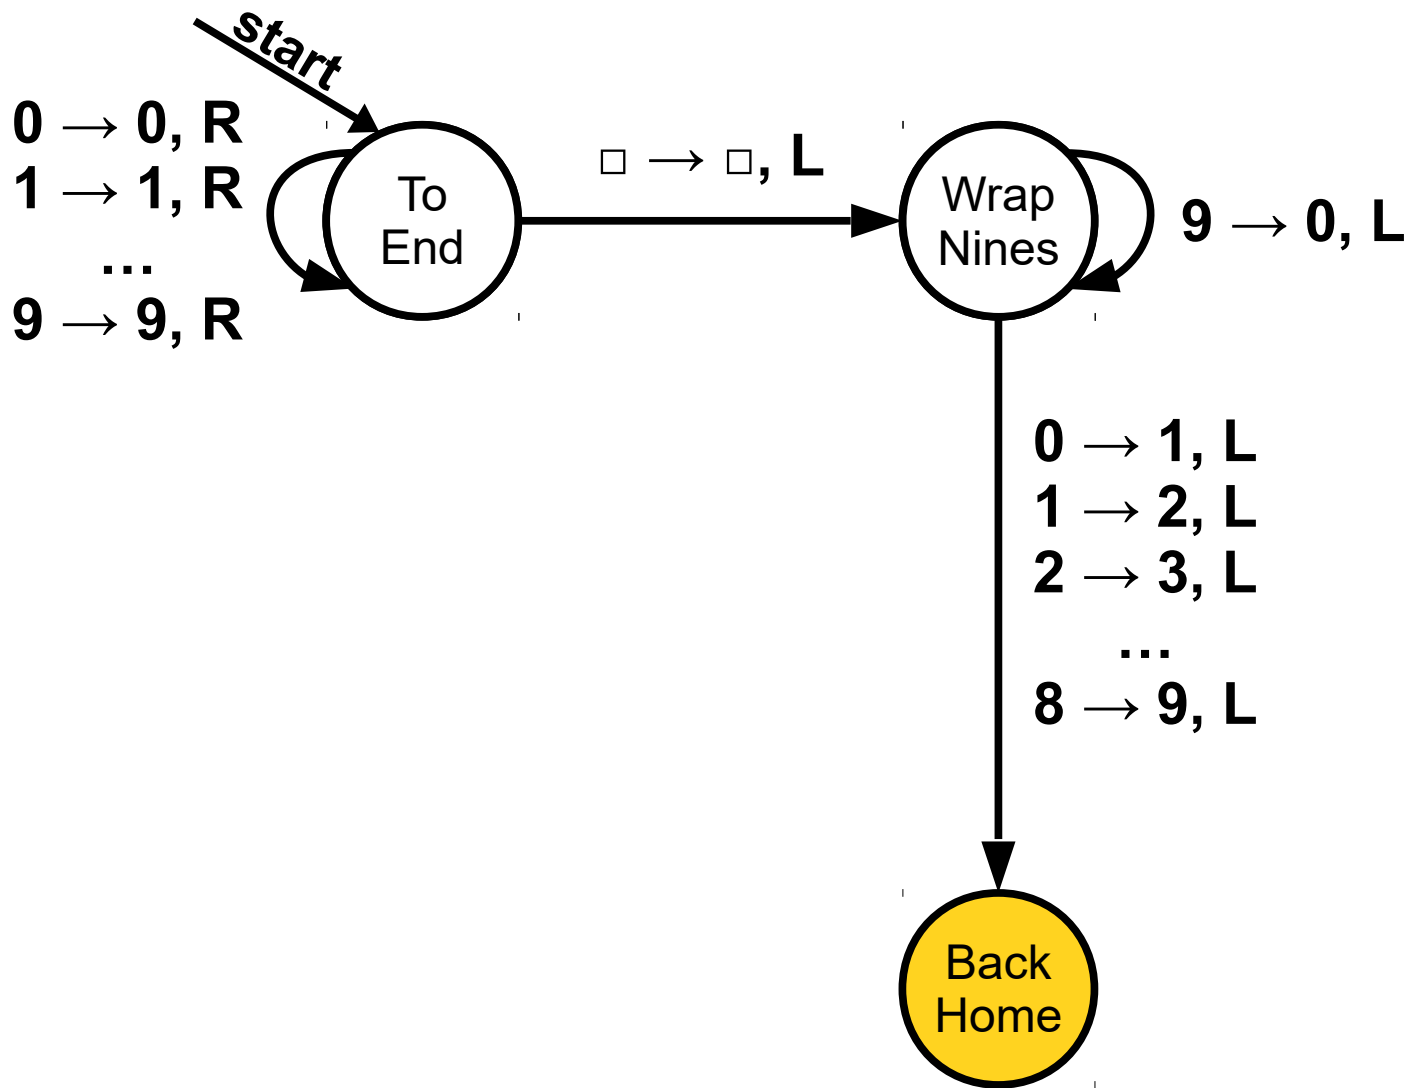 start
0 → 0, R
1 → 1, R
...
9 → 9, R
To
End
□ → □, L
Wrap
Nines
9 → 0, L
0 → 1, L
1 → 2, L
2 → 3, L
...
8 → 9, L
Back
Home